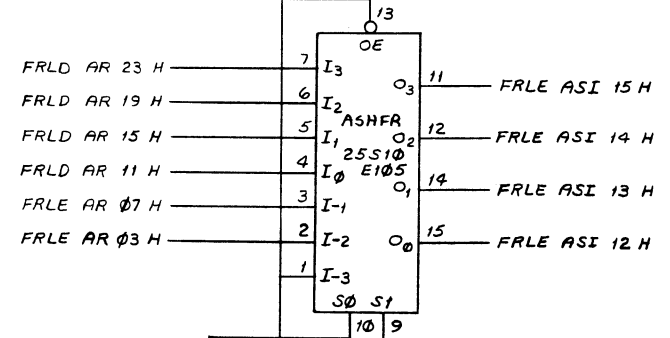 13
OE
FRLD AR 23 H 7 I3
O3 11 FRLE ASI 15 H
FRLD AR 19 H 6 I2
ASHFR
FRLD AR 15 H 5 I1
O2 12 FRLE ASI 14 H
25S1Ø
FRLD AR 11 H 4 IØ
E1Ø5
O1 14 FRLE ASI 13 H
FRLE AR Ø7 H 3 I-1
FRLE AR Ø3 H 2 I-2
OØ 15 FRLE ASI 12 H
1 I-3
SØ S1
1Ø 9